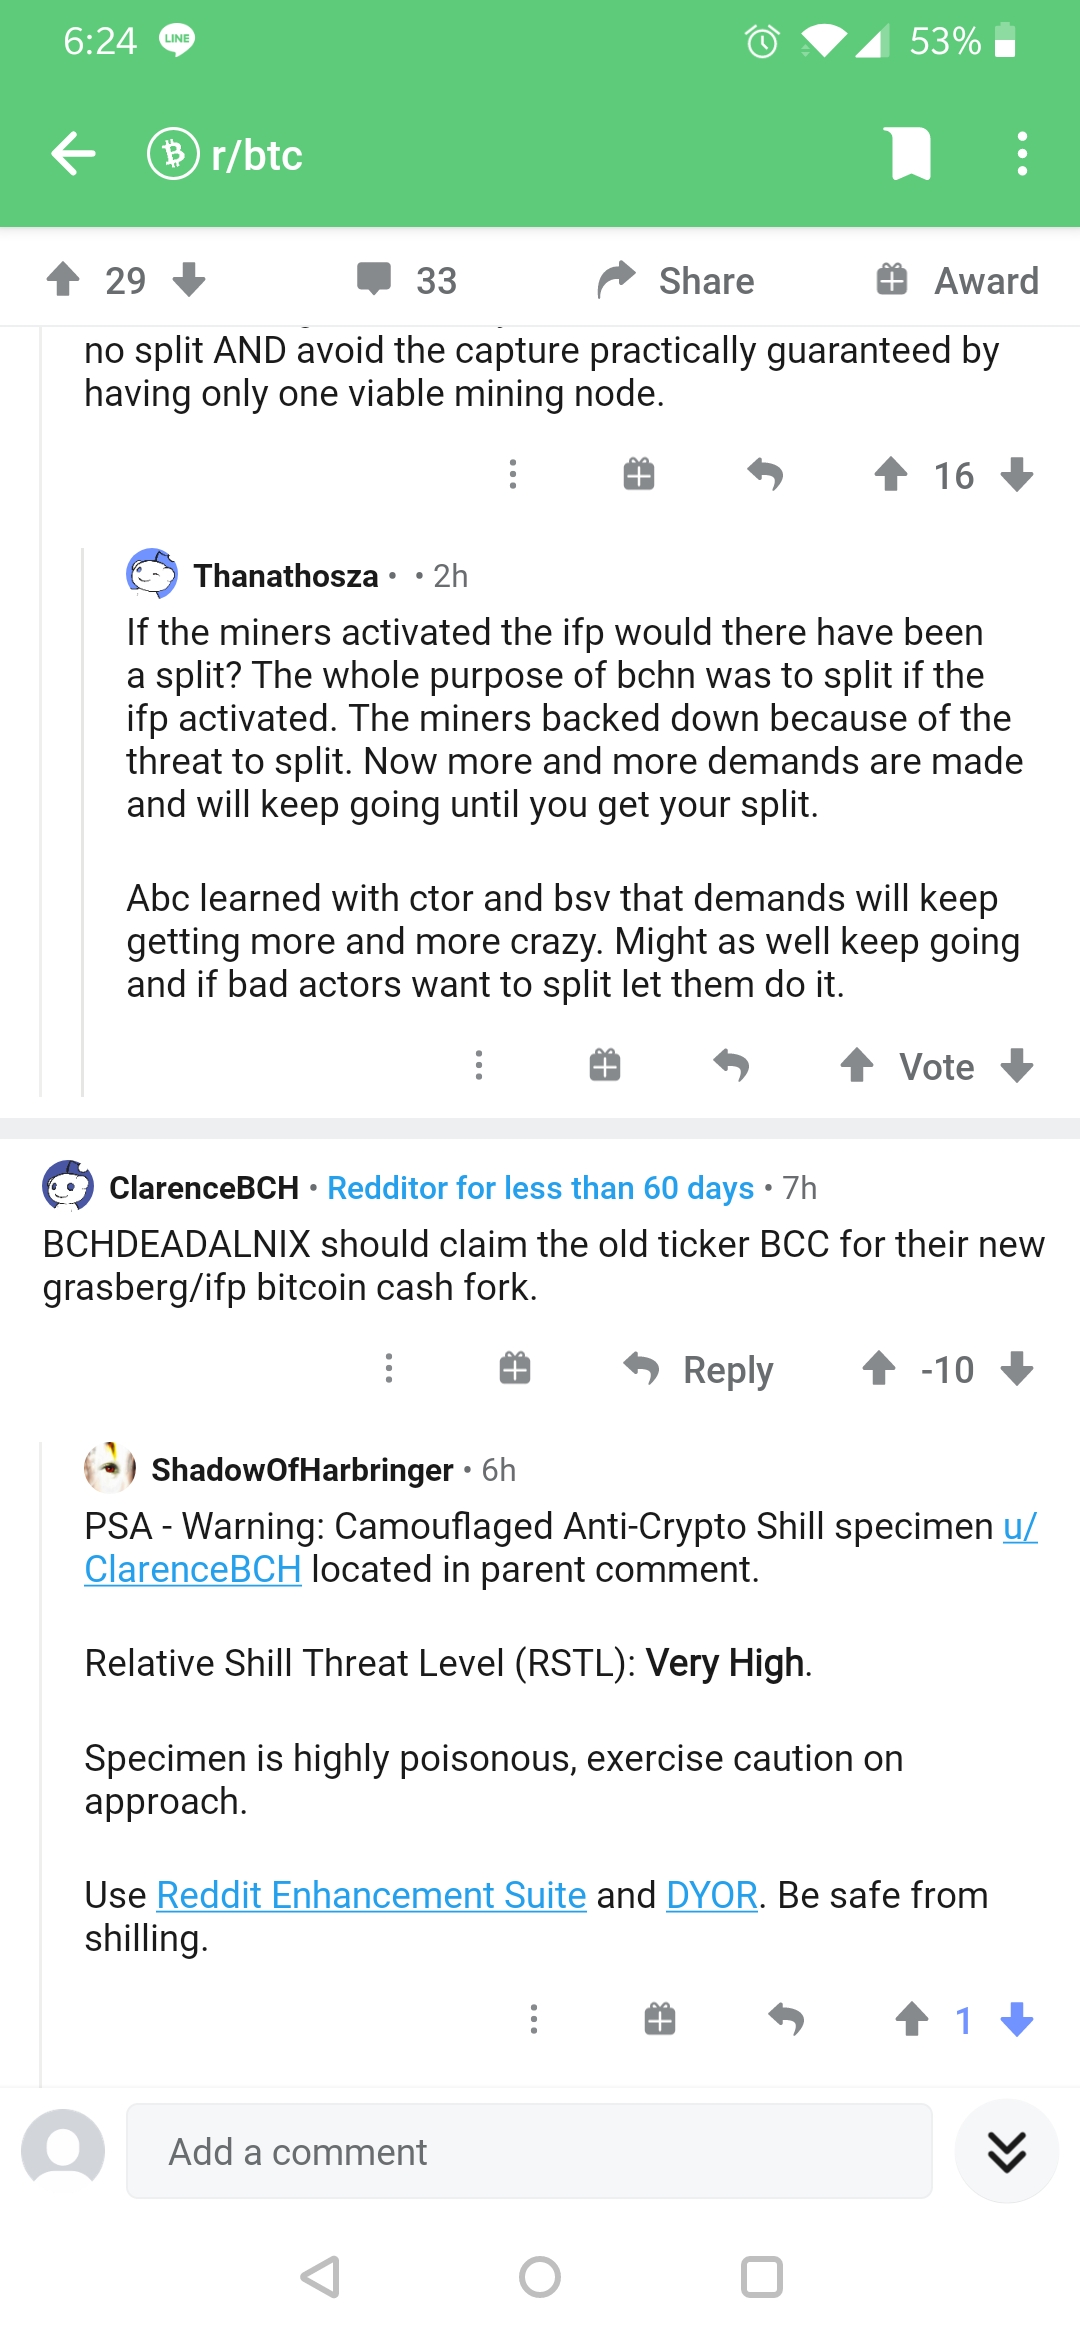 6:24 LINE 53%
r/btc
29 33 Share Award
no split AND avoid the capture practically guaranteed by
having only one viable mining node.
16
Thanathosza • • 2h
If the miners activated the ifp would there have been
a split? The whole purpose of bchn was to split if the
ifp activated. The miners backed down because of the
threat to split. Now more and more demands are made
and will keep going until you get your split.
Abc learned with ctor and bsv that demands will keep
getting more and more crazy. Might as well keep going
and if bad actors want to split let them do it.
Vote
ClarenceBCH • Redditor for less than 60 days • 7h
BCHDEADALNIX should claim the old ticker BCC for their new
grasberg/ifp bitcoin cash fork.
Reply -10
ShadowOfHarbringer • 6h
PSA - Warning: Camouflaged Anti-Crypto Shill specimen u/
ClarenceBCH located in parent comment.
Relative Shill Threat Level (RSTL): Very High.
Specimen is highly poisonous, exercise caution on
approach.
Use Reddit Enhancement Suite and DYOR. Be safe from
shilling.
1
Add a comment